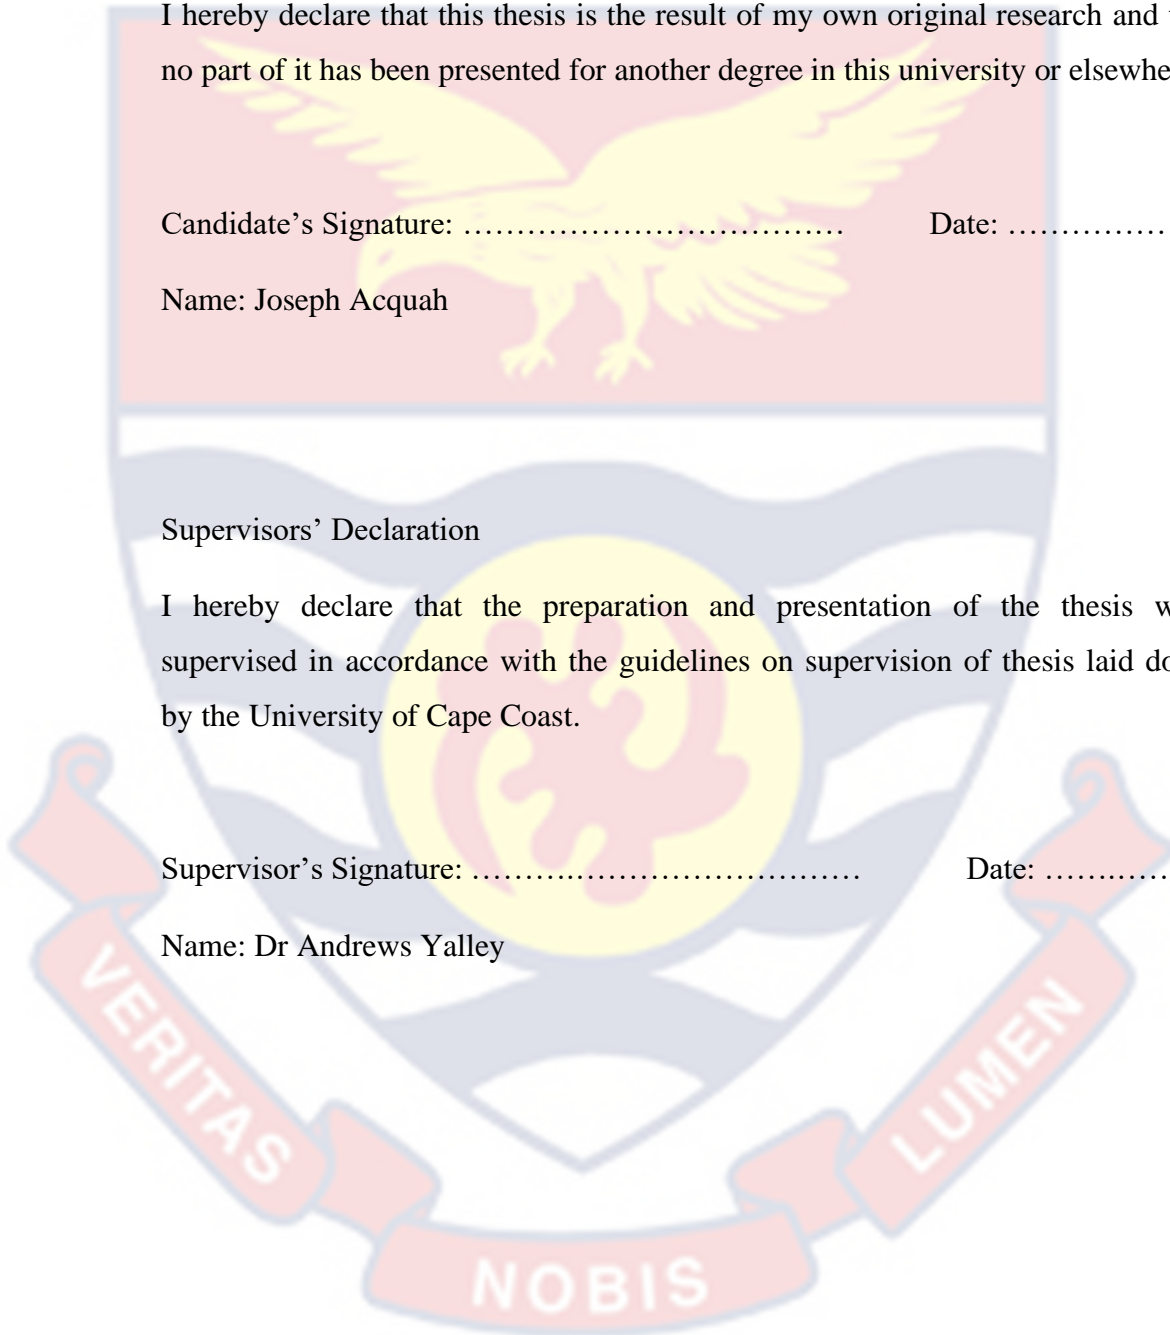 I hereby declare that this thesis is the result of my own original research and
no part of it has been presented for another degree in this university or elsewhe
Candidate’s Signature: …………………………….… Date: ……………
Name: Joseph Acquah
Supervisors’ Declaration
I hereby declare that the preparation and presentation of the thesis w
supervised in accordance with the guidelines on supervision of thesis laid do
by the University of Cape Coast.
Supervisor’s Signature: ……….……………………… Date: …….……
Name: Dr Andrews Yalley
VERITAS
NOBIS
LUMEN